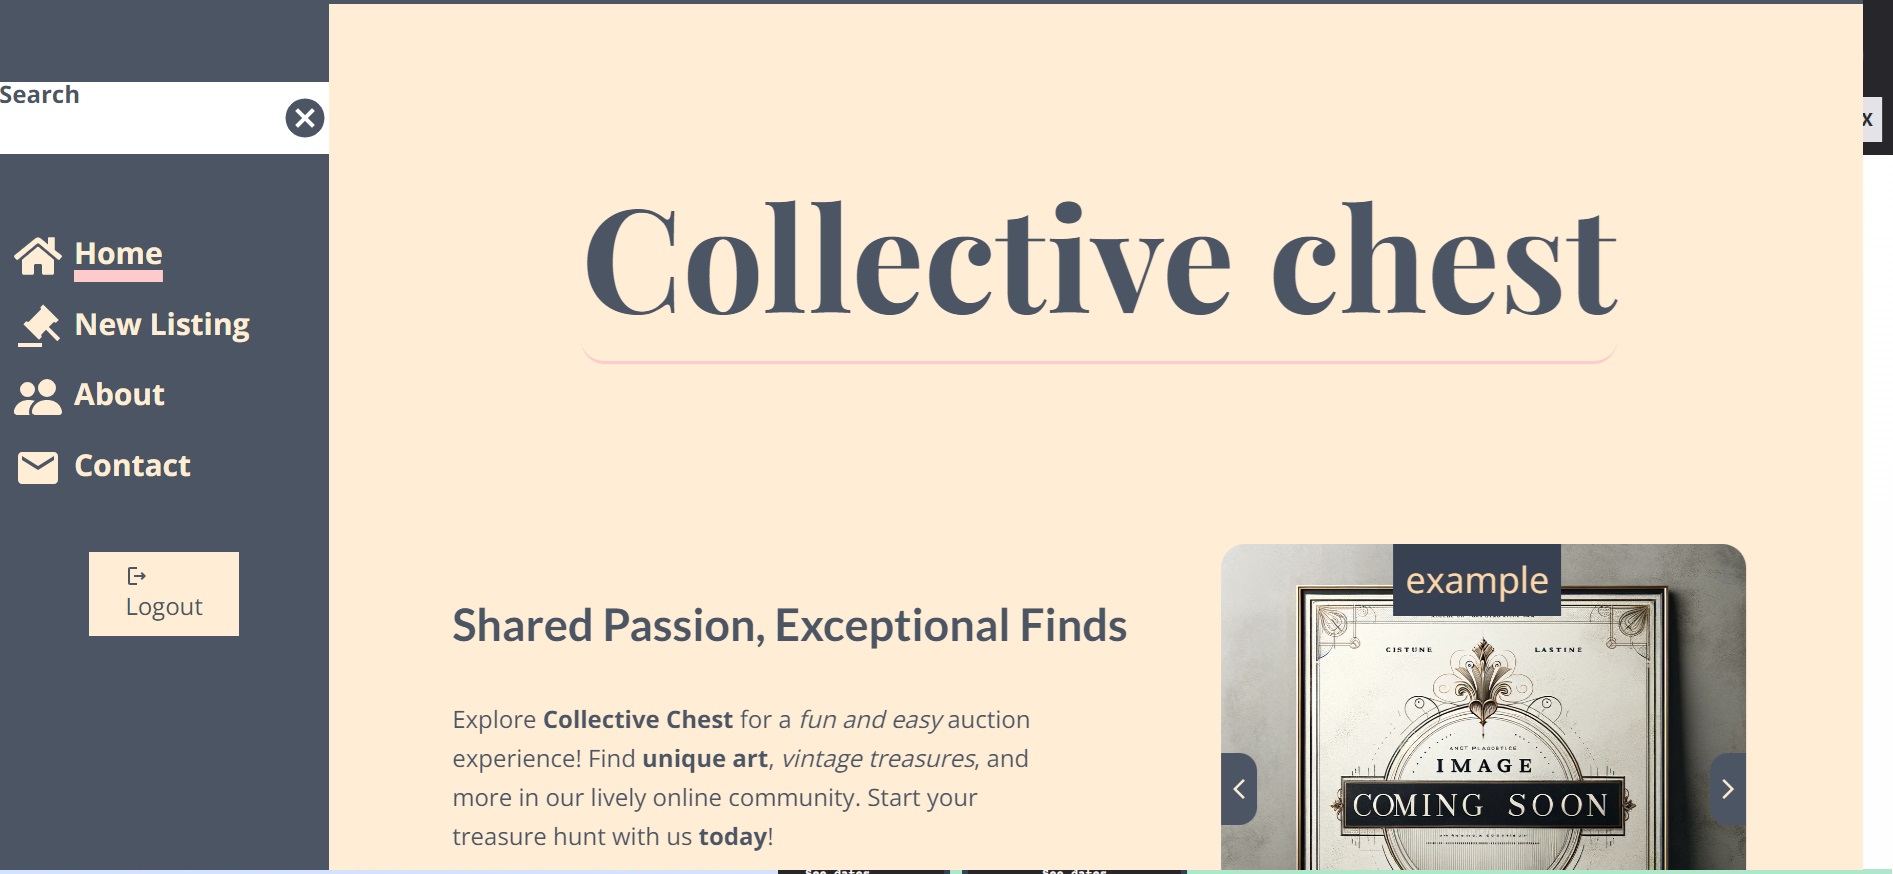 Search
Home
New Listing
About
Contact
Logout
X
Collective chest
Shared Passion, Exceptional Finds
Explore Collective Chest for a fun and easy auction
experience! Find unique art, vintage treasures, and
more in our lively online community. Start your
treasure hunt with us today!
example
CISTUNE LASTINE
IMAGE
COMING SOON